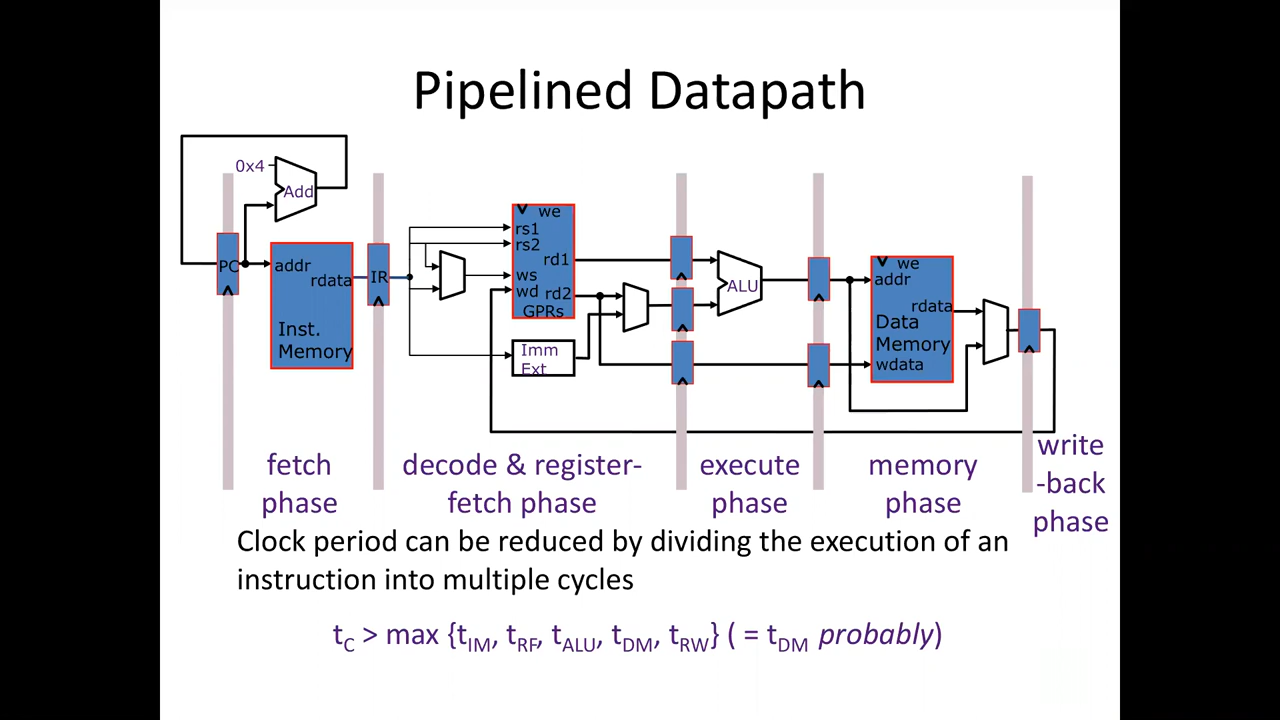 Pipelined Datapath
0x4
Add
PC
addr
rdata
Inst.
Memory
IR
we
rs1
rs2
rd1
ws
wd
rd2
GPRs
Imm
Ext
ALU
we
addr
rdata
Data
Memory
wdata
fetch
phase
decode & register-
fetch phase
execute
phase
memory
phase
write
-back
phase
Clock period can be reduced by dividing the execution of an
instruction into multiple cycles
tC > max {tIM, tRF, tALU, tDM, tRW} ( = tDM probably)